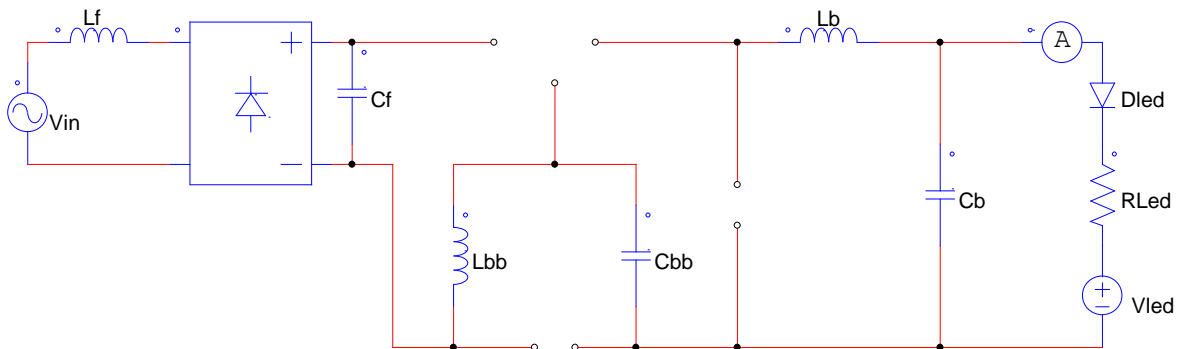 Lf
Vin
Cf
Lbb
Cbb
Lb
Cb
A
Dled
RLed
Vled